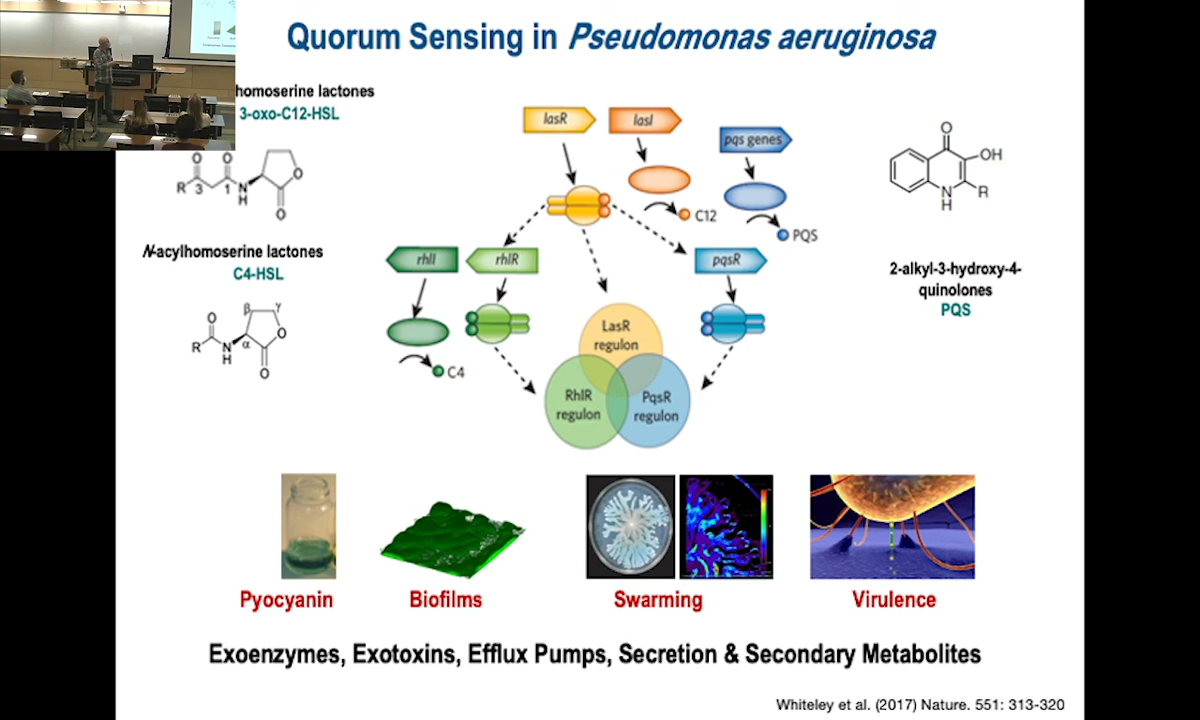 Quorum Sensing in Pseudomonas aeruginosa
homoserine lactones
3-oxo-C12-HSL
O
O
R
3
1
N
H
O
O
N-acylhomoserine lactones
C4-HSL
O
R
N
H
β
γ
α
O
O
lasR
lasI
pqs genes
C12
PQS
rhlI
rhlR
pqsR
C4
LasR
regulon
RhlR
regulon
PqsR
regulon
O
OH
N
H
R
2-alkyl-3-hydroxy-4-
quinolones
PQS
Pyocyanin
Biofilms
Swarming
Virulence
Exoenzymes, Exotoxins, Efflux Pumps, Secretion & Secondary Metabolites
Whiteley et al. (2017) Nature. 551: 313-320